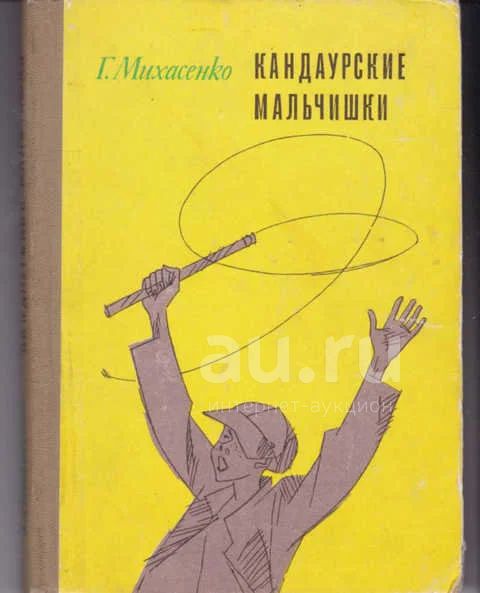 Г. Михасенко
КАНДАУРСКИЕ
МАЛЬЧИШКИ
au.ru
интернет-аукцион